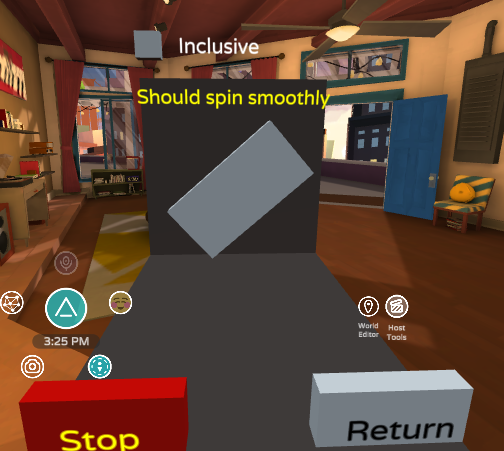 Inclusive
Should spin smoothly
3:25 PM
World
Editor
Host
Tools
Stop
Return